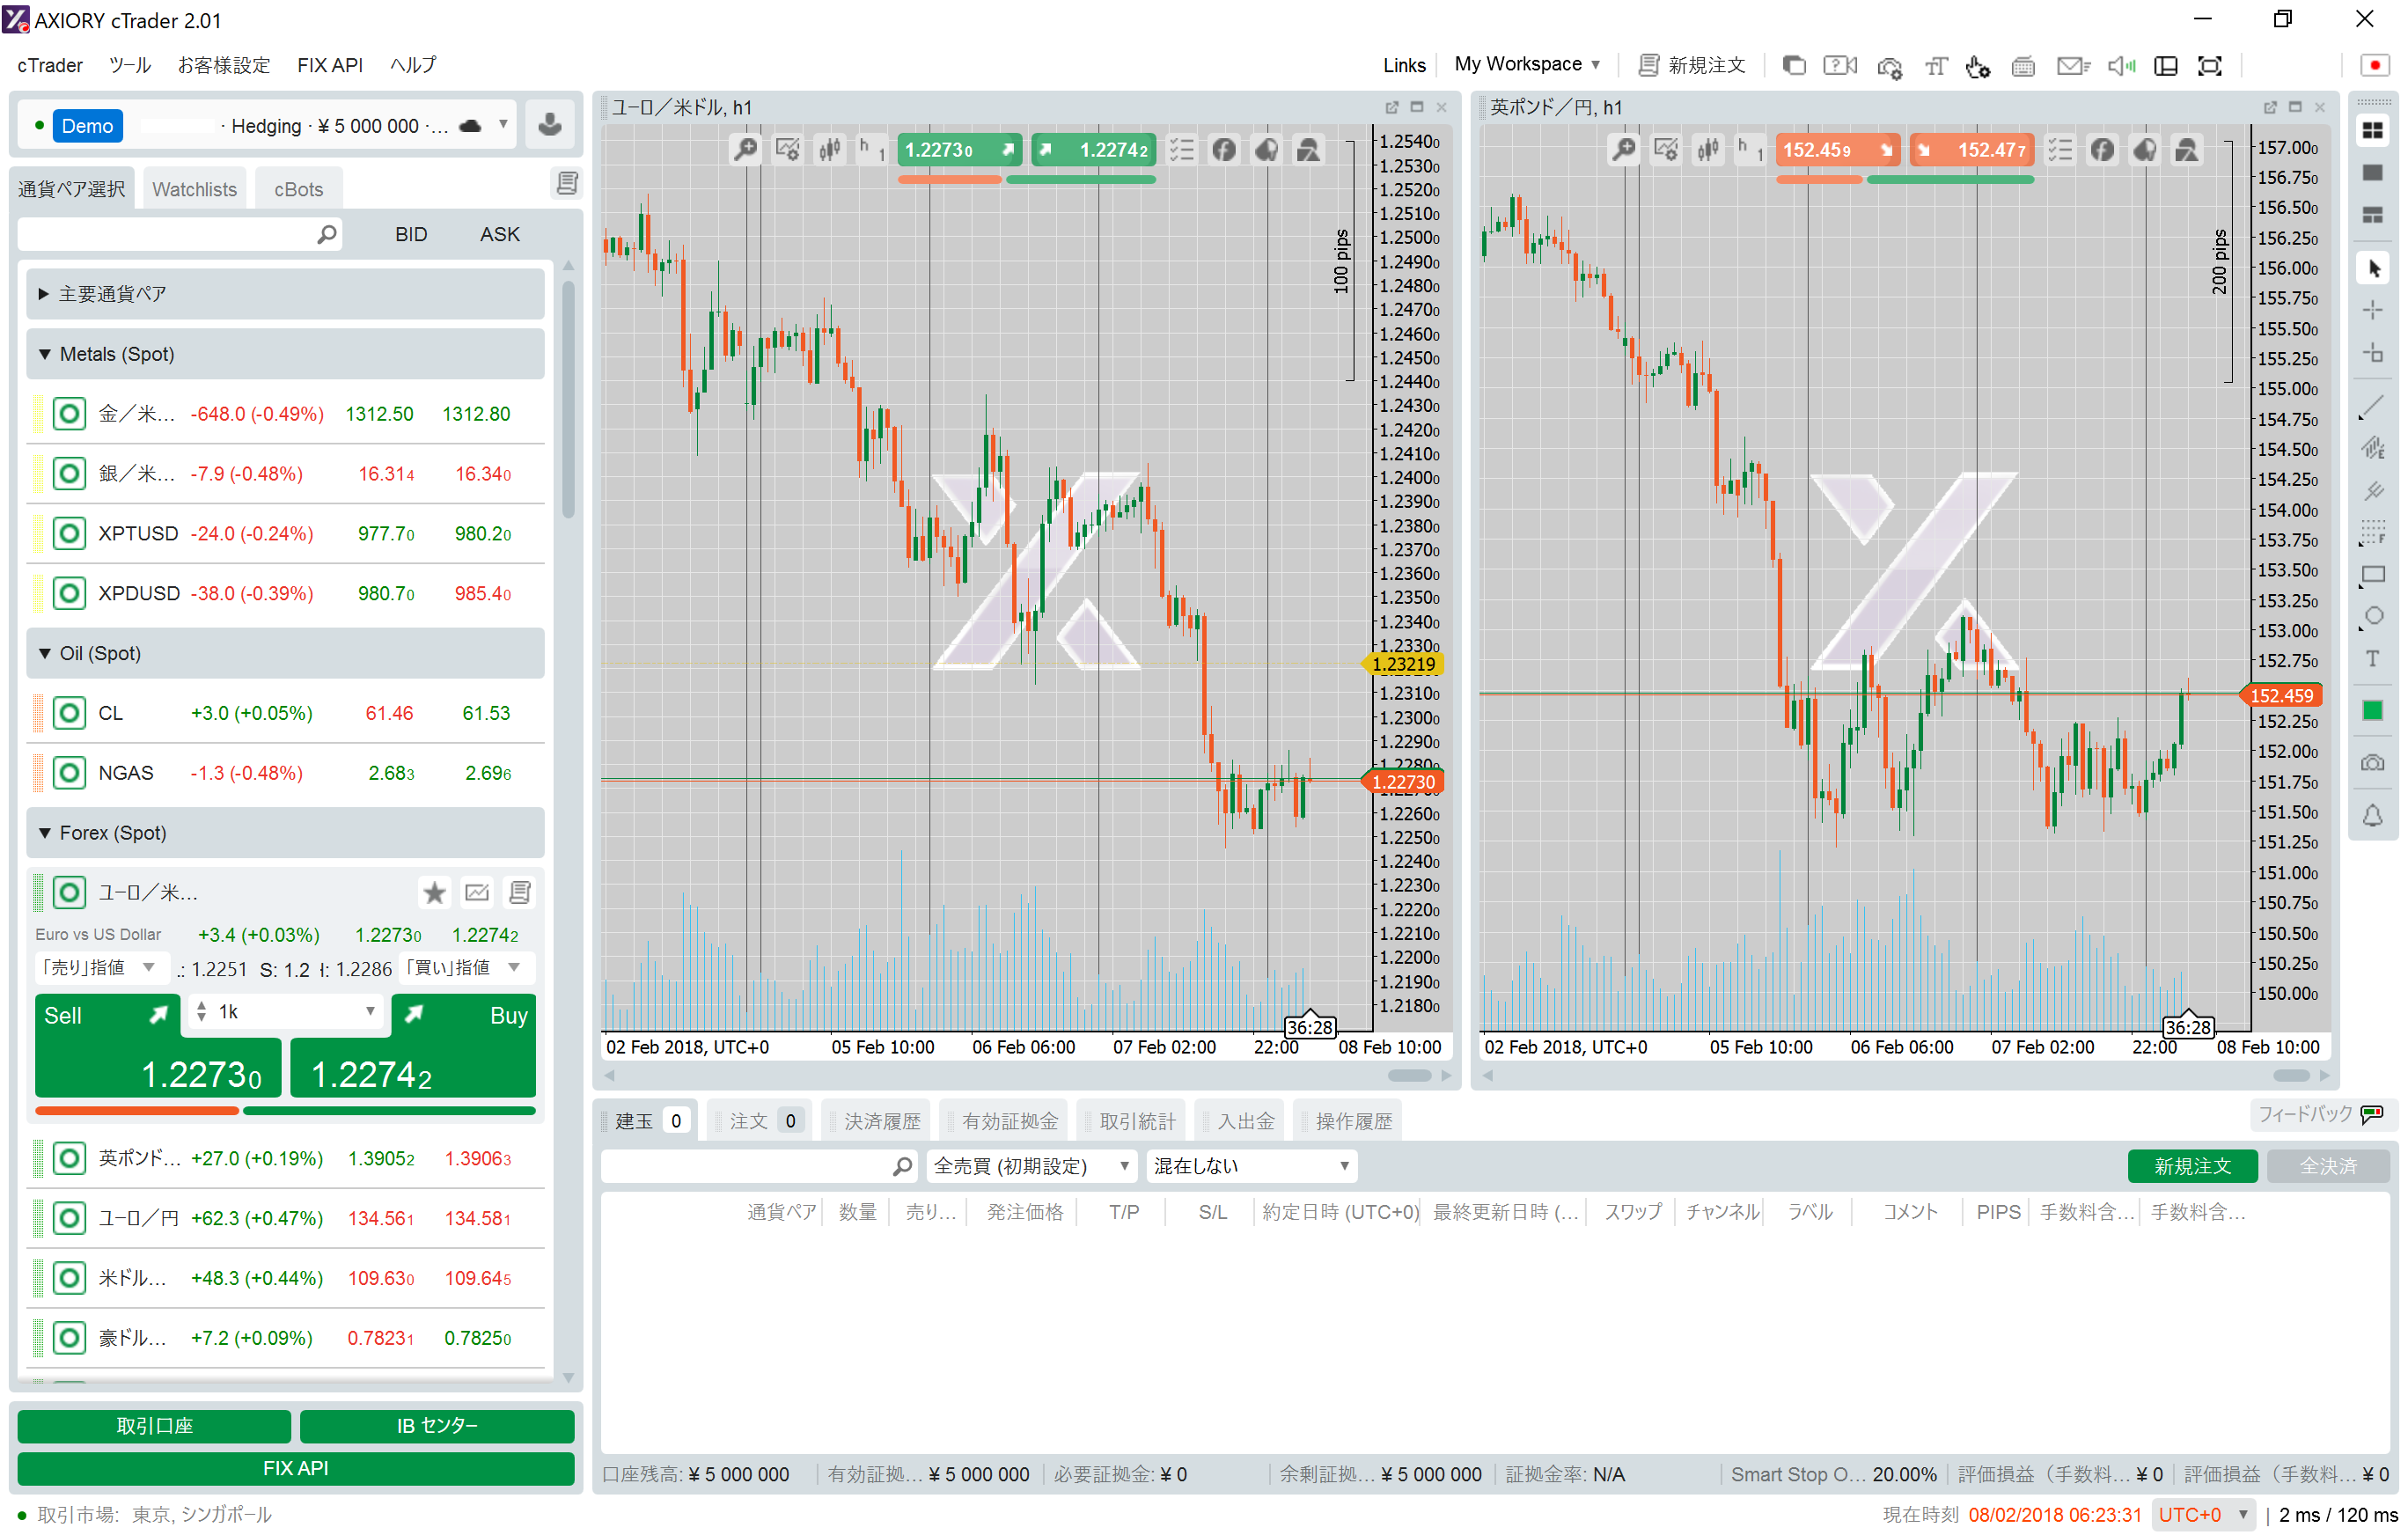 AXIORY cTrader 2.01
cTrader ツール お客様設定 FIX API ヘルプ
Links My Workspace 新規注文
Demo · Hedging · ¥ 5 000 000 ·...
通貨ペア選択 Watchlists cBots
BID ASK
主要通貨ペア
Metals (Spot)
金／米... -648.0 (-0.49%) 1312.50 1312.80
銀／米... -7.9 (-0.48%) 16.314 16.340
XPTUSD -24.0 (-0.24%) 977.70 980.20
XPDUSD -38.0 (-0.39%) 980.70 985.40
Oil (Spot)
CL +3.0 (+0.05%) 61.46 61.53
NGAS -1.3 (-0.48%) 2.683 2.696
Forex (Spot)
ユーロ／米...
Euro vs US Dollar +3.4 (+0.03%) 1.22730 1.22742
「売り」指値 .: 1.2251 S: 1.2 l: 1.2286 「買い」指値
Sell 1k Buy
1.22730 1.22742
英ポンド... +27.0 (+0.19%) 1.39052 1.39063
ユーロ／円 +62.3 (+0.47%) 134.561 134.581
米ドル... +48.3 (+0.44%) 109.630 109.645
豪ドル... +7.2 (+0.09%) 0.78231 0.78250
取引口座 IB センター
FIX API
取引市場: 東京, シンガポール
ユーロ／米ドル, h1
h 1 1.22730 1.22742
100 pips
1.25400
1.25300
1.25200
1.25100
1.25000
1.24900
1.24800
1.24700
1.24600
1.24500
1.24400
1.24300
1.24200
1.24100
1.24000
1.23900
1.23800
1.23700
1.23600
1.23500
1.23400
1.23300
1.23219
1.23100
1.23000
1.22900
1.22800
1.22730
1.22600
1.22500
1.22400
1.22300
1.22200
1.22100
1.22000
1.21900
1.21800
36:28
02 Feb 2018, UTC+0 05 Feb 10:00 06 Feb 06:00 07 Feb 02:00 22:00 08 Feb 10:00
英ポンド／円, h1
h 1 152.459 152.477
200 pips
157.000
156.750
156.500
156.250
156.000
155.750
155.500
155.250
155.000
154.750
154.500
154.250
154.000
153.750
153.500
153.250
153.000
152.750
152.459
152.250
152.000
151.750
151.500
151.250
151.000
150.750
150.500
150.250
150.000
36:28
02 Feb 2018, UTC+0 05 Feb 10:00 06 Feb 06:00 07 Feb 02:00 22:00 08 Feb 10:00
建玉 0 注文 0 決済履歴 有効証拠金 取引統計 入出金 操作履歴 フィードバック
全売買 (初期設定) 混在しない 新規注文 全決済
通貨ペア 数量 売り... 発注価格 T/P S/L 約定日時 (UTC+0) 最終更新日時 (... スワップ チャンネル ラベル コメント PIPS 手数料含... 手数料含...
口座残高: ¥ 5 000 000 有効証拠... ¥ 5 000 000 必要証拠金: ¥ 0 余剰証拠... ¥ 5 000 000 証拠金率: N/A Smart Stop O... 20.00% 評価損益（手数料... ¥ 0 評価損益（手数料... ¥ 0
現在時刻 08/02/2018 06:23:31 UTC+0 | 2 ms / 120 ms